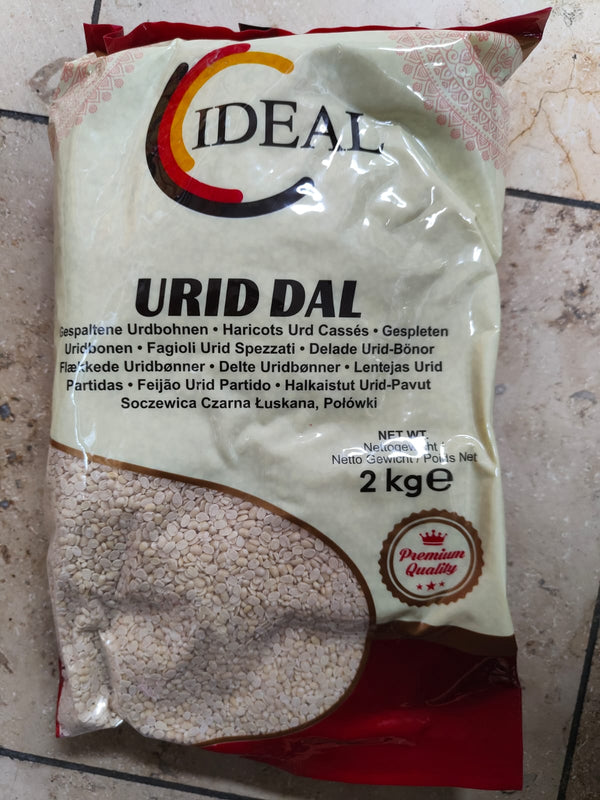 IDEAL
URID DAL
Gespaltene Urdbohnen • Haricots Urd Cassés • Gespleten
Uridbonen • Fagioli Urid Spezzati • Delade Urid-Bönor
Flækkede Uridbønner • Delte Uridbønner • Lentejas Urid
Partidas • Feijão Urid Partido • Halkaistut Urid-Pavut
Soczewica Czarna Łuskana, Połówki
NET WT.
Nettogewicht /
Netto Gewicht / Poids Net
2 kg ℮
Premium
Quality